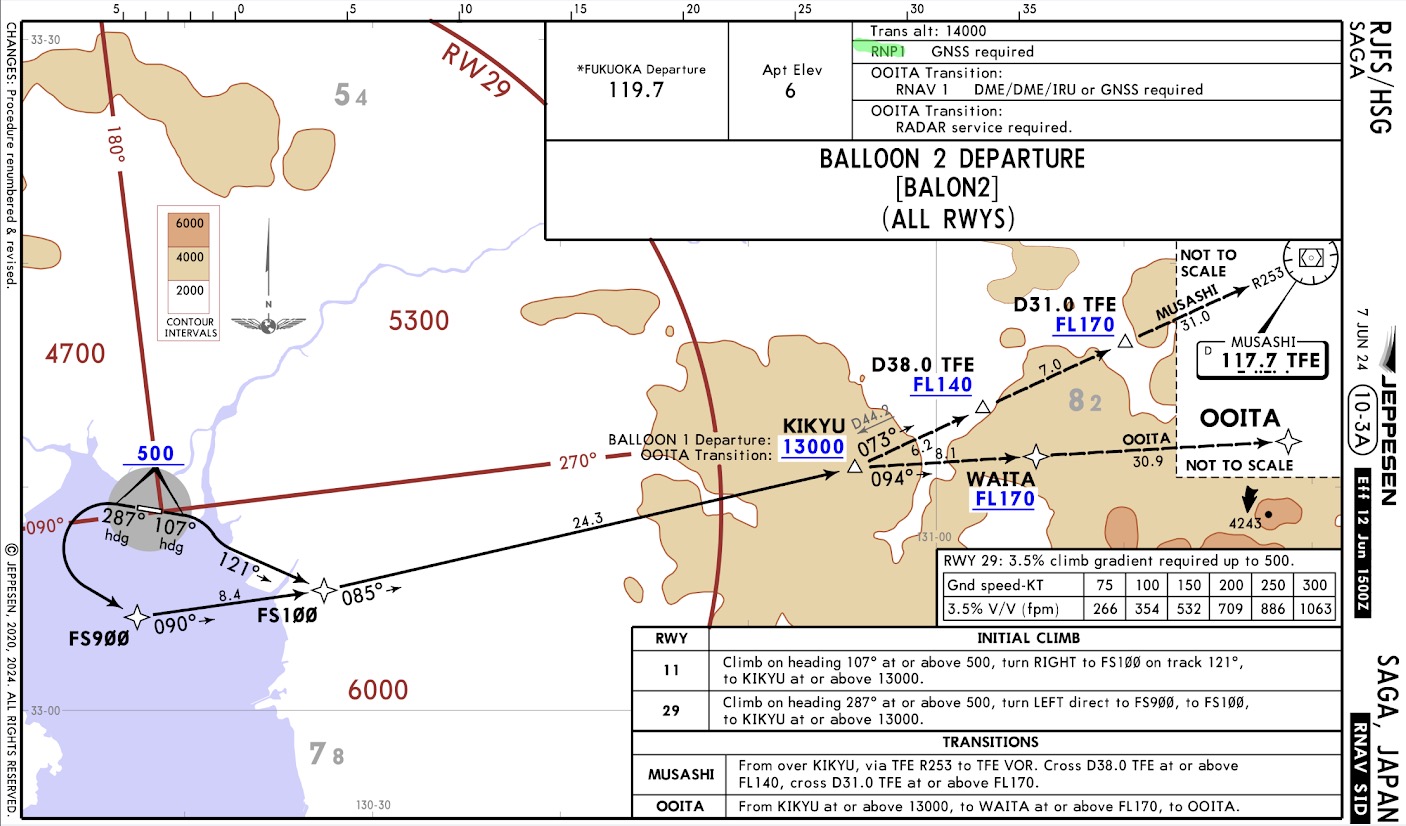 5 0 5 10 15 20 25 30 35
CHANGES: Procedure renumbered & revised.
© JEPPESEN, 2020, 2024. ALL RIGHTS RESERVED.
RJFS/HSG
SAGA
7 JUN 24
10-3A
Eff 12 Jun 1500Z
JEPPESEN
SAGA, JAPAN
RNAV SID
*FUKUOKA Departure
119.7
Apt Elev
6
Trans alt: 14000
RNP1 GNSS required
OOITA Transition:
RNAV 1 DME/DME/IRU or GNSS required
OOITA Transition:
RADAR service required.
BALLOON 2 DEPARTURE
[BALON2]
(ALL RWYS)
33-30
54
RW29
180°
6000
4000
2000
CONTOUR
INTERVALS
N
5300
4700
NOT TO
SCALE
R253
MUSASHI
31.0
D31.0 TFE
FL170
MUSASHI
D 117.7 TFE
7.0
D38.0 TFE
FL140
82
OOITA
D44.2
KIKYU
13000
BALLOON 1 Departure:
OOITA Transition:
073°
6.2
8.1
094°
WAITA
FL170
OOITA
30.9
NOT TO SCALE
500
270°
090°
287°
hdg
107°
hdg
24.3
4243
131-00
121°
085°
8.4
FS100
090°
FS900
RWY 29: 3.5% climb gradient required up to 500.
Gnd speed-KT 75 100 150 200 250 300
3.5% V/V (fpm) 266 354 532 709 886 1063
6000
33-00
78
130-30
RWY INITIAL CLIMB
11 Climb on heading 107° at or above 500, turn RIGHT to FS100 on track 121°,
to KIKYU at or above 13000.
29 Climb on heading 287° at or above 500, turn LEFT direct to FS900, to FS100,
to KIKYU at or above 13000.
TRANSITIONS
MUSASHI From over KIKYU, via TFE R253 to TFE VOR. Cross D38.0 TFE at or above
FL140, cross D31.0 TFE at or above FL170.
OOITA From KIKYU at or above 13000, to WAITA at or above FL170, to OOITA.